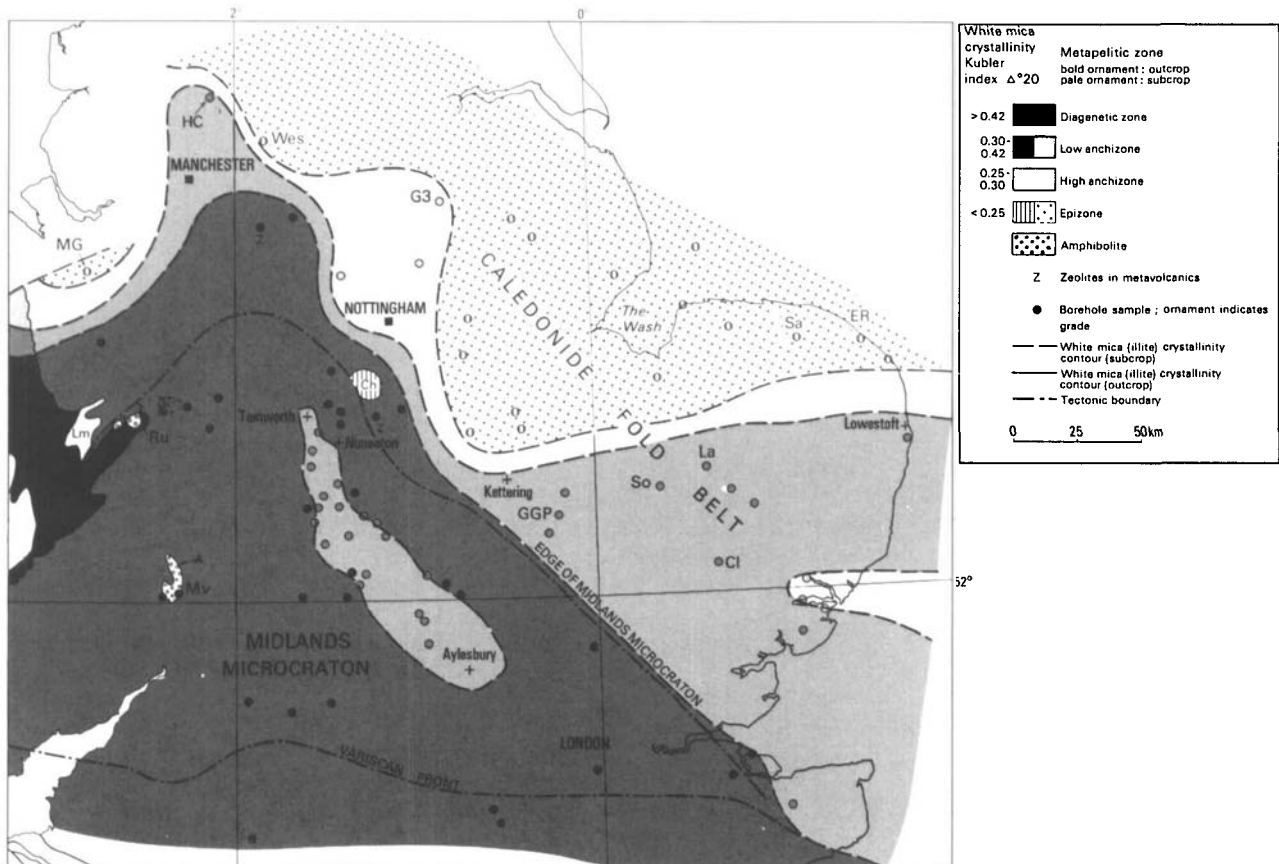 2°
0°
HC
Wes
MANCHESTER
G3
MG
Z
NOTTINGHAM
CALEDONIDE
The Wash
Sa
ER
Ch
Tamworth
Nuneaton
Z
Lm
Ru
FOLD
Lowestoft
La
Kettering
So
BELT
GGP
Cl
EDGE OF MIDLANDS MICROCRATON
52°
A
Mv
MIDLANDS
MICROCRATON
Aylesbury
LONDON
VARISCAN FRONT
White mica
crystallinity
Kubler
index Δ°20
Metapelitic zone
bold ornament : outcrop
pale ornament : subcrop
> 0.42 Diagenetic zone
0.30-
0.42 Low anchizone
0.25-
0.30 High anchizone
< 0.25 Epizone
Amphibolite
Z Zeolites in metavolcanics
Borehole sample ; ornament indicates
grade
White mica (illite) crystallinity
contour (subcrop)
White mica (illite) crystallinity
contour (outcrop)
Tectonic boundary
0 25 50km